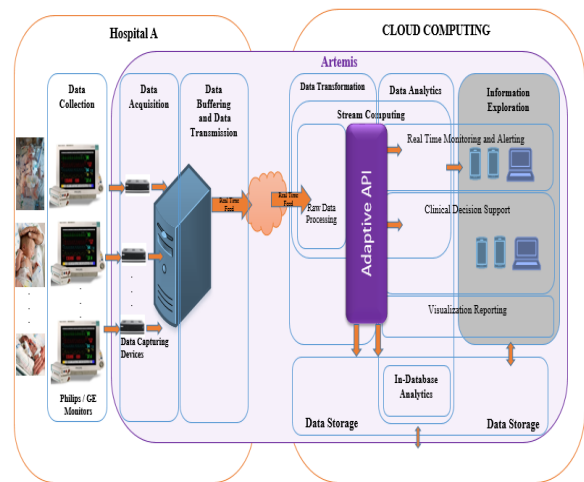 Hospital A
CLOUD COMPUTING
Artemis
Data
Collection
Data
Acquisition
Data
Buffering
and Data
Transmission
Data Transformation
Data Analytics
Information
Exploration
Stream Computing
Real Time Monitoring and Alerting
Real Time
Feed
Real Time
Feed
Raw Data
Processing
Adaptive API
Clinical Decision Support
Visualization Reporting
Data Capturing
Devices
Philips / GE
Monitors
In-Database
Analytics
Data Storage
Data Storage